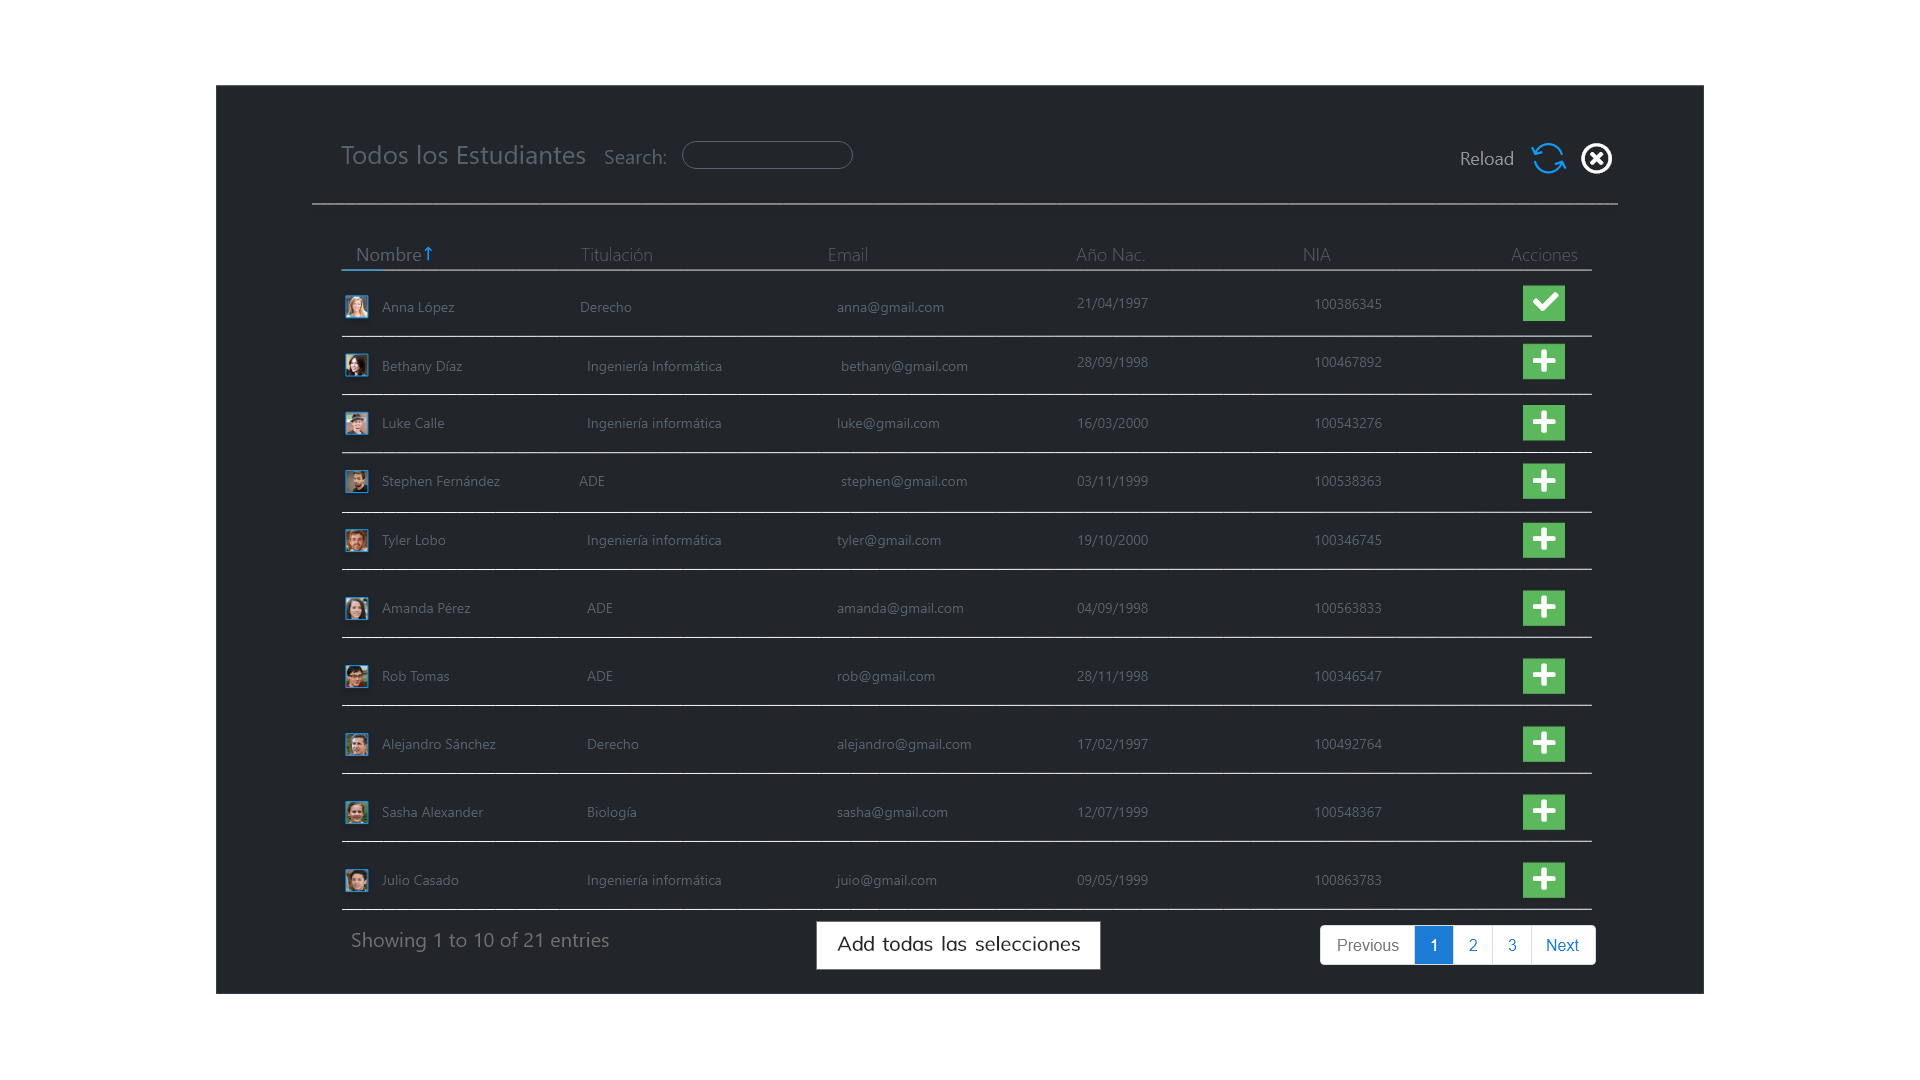 Todos los Estudiantes Search:
Reload
Nombre Titulación Email Año Nac. NIA Acciones
Anna López Derecho anna@gmail.com 21/04/1997 100386345
Bethany Díaz Ingeniería Informática bethany@gmail.com 28/09/1998 100467892
Luke Calle Ingeniería informática luke@gmail.com 16/03/2000 100543276
Stephen Fernández ADE stephen@gmail.com 03/11/1999 100538363
Tyler Lobo Ingeniería informática tyler@gmail.com 19/10/2000 100346745
Amanda Pérez ADE amanda@gmail.com 04/09/1998 100563833
Rob Tomas ADE rob@gmail.com 28/11/1998 100346547
Alejandro Sánchez Derecho alejandro@gmail.com 17/02/1997 100492764
Sasha Alexander Biología sasha@gmail.com 12/07/1999 100548367
Julio Casado Ingeniería informática juio@gmail.com 09/05/1999 100863783
Showing 1 to 10 of 21 entries
Add todas las selecciones
Previous 1 2 3 Next